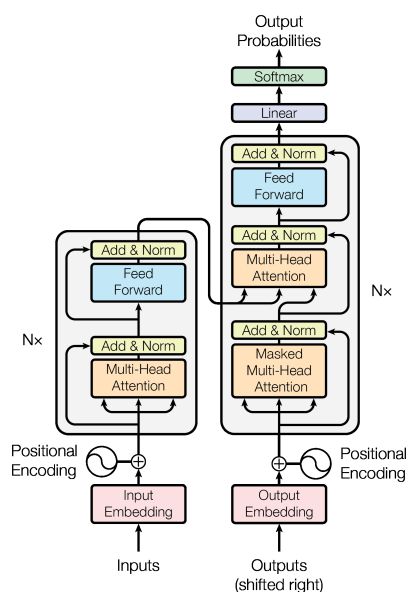 Output
Probabilities
Softmax
Linear
Add & Norm
Feed
Forward
Add & Norm
Multi-Head
Attention
Add & Norm
Masked
Multi-Head
Attention
N×
Positional
Encoding
Output
Embedding
Outputs
(shifted right)
Add & Norm
Feed
Forward
Add & Norm
Multi-Head
Attention
N×
Positional
Encoding
Input
Embedding
Inputs